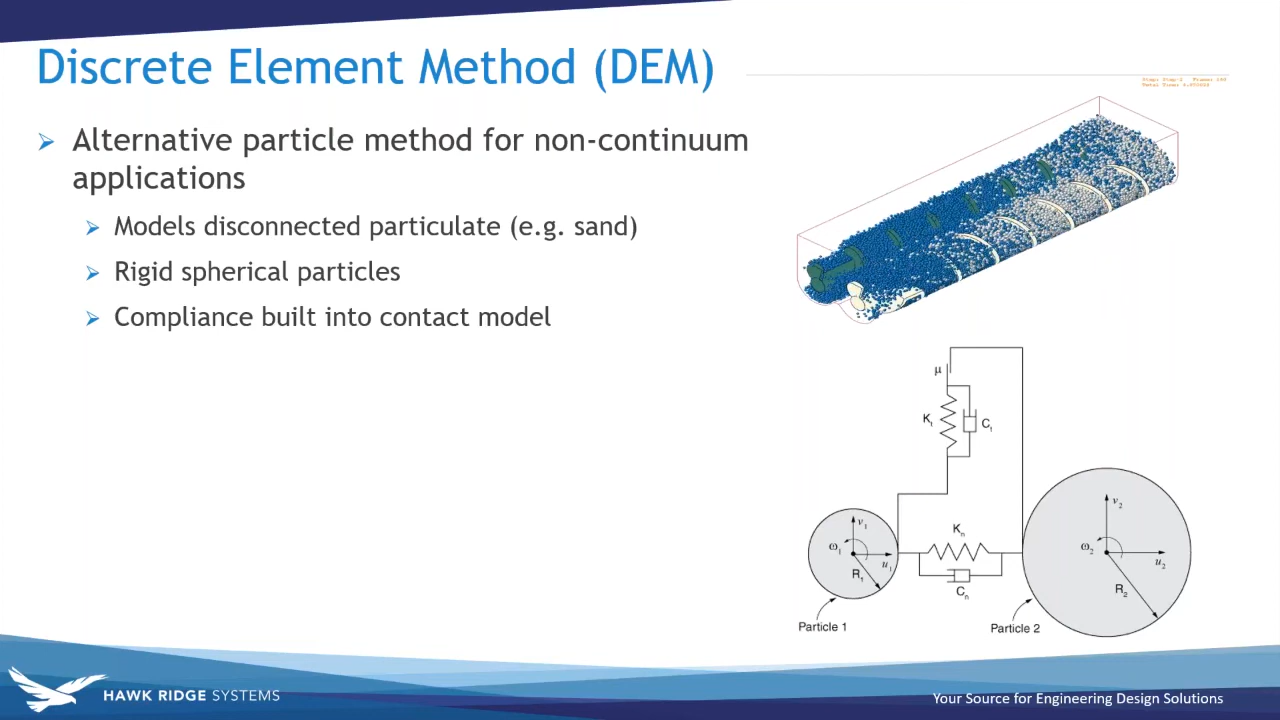 Discrete Element Method (DEM)
Alternative particle method for non-continuum
applications
Models disconnected particulate (e.g. sand)
Rigid spherical particles
Compliance built into contact model
μ
Kt
Ct
Kn
Cn
v1
ω1
u1
R1
v2
ω2
u2
R2
Particle 1
Particle 2
HAWK RIDGE SYSTEMS
Your Source for Engineering Design Solutions